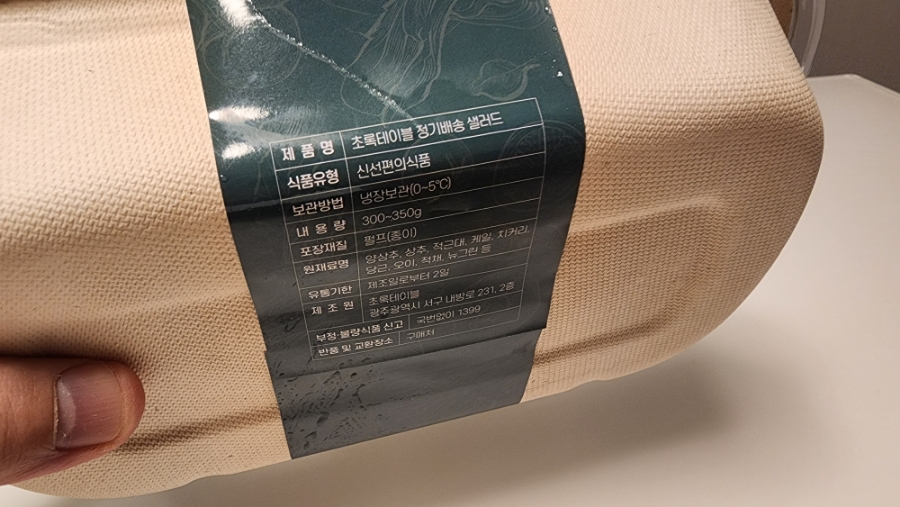 제 품 명 초록테이블 정기배송 샐러드
식품유형 신선편의식품
보관방법 냉장보관(0~5℃)
내 용 량 300~350g
포장재질 펄프(종이)
원재료명 양상추, 상추, 적근대, 케일, 치커리,
당근, 오이, 적채, 뉴그린 등
유통기한 제조일로부터 2일
제 조 원 초록테이블
광주광역시 서구 내방로 231, 2층
부정·불량식품 신고 국번없이 1399
반품 및 교환장소 구매처